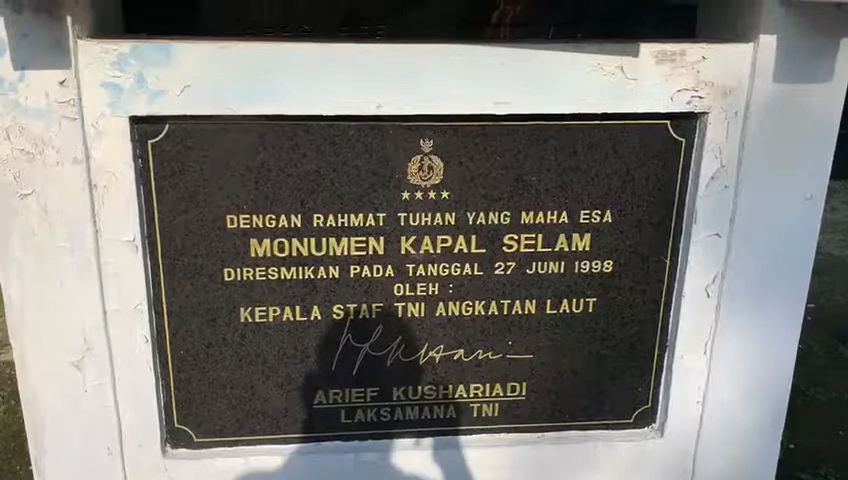 DENGAN RAHMAT TUHAN YANG MAHA ESA
MONUMEN KAPAL SELAM
DIRESMIKAN PADA TANGGAL 27 JUNI 1998
OLEH :
KEPALA STAF TNI ANGKATAN LAUT
ARIEF KUSHARIADI
LAKSAMANA TNI